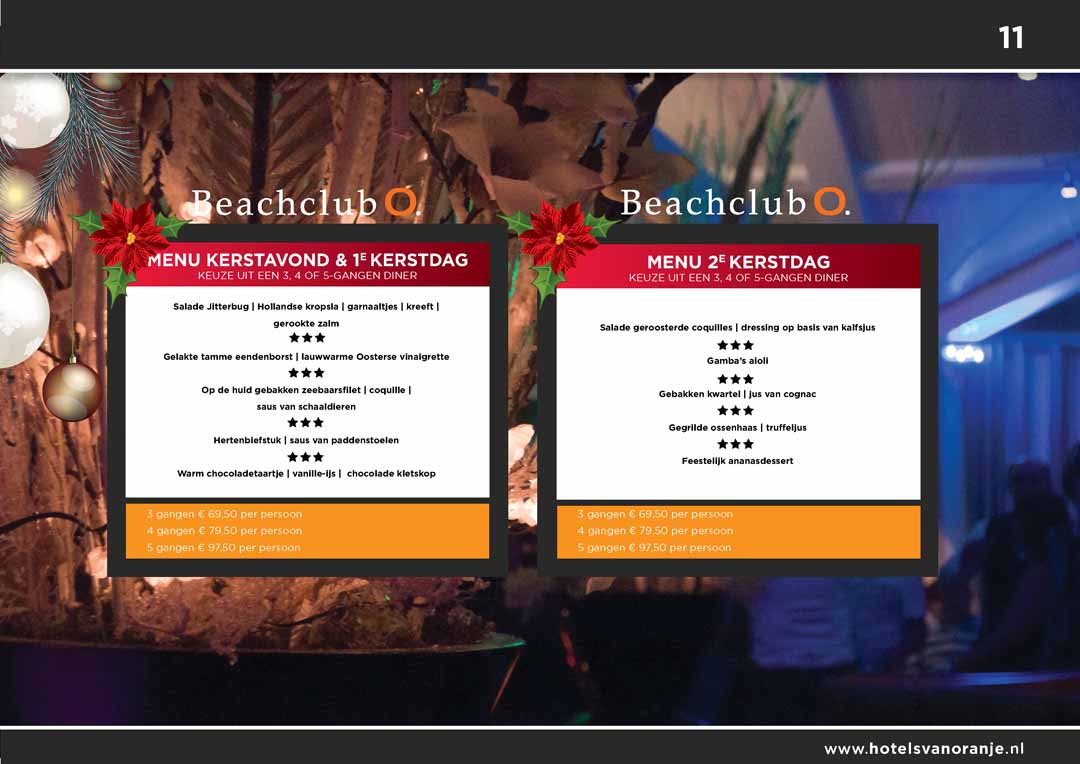 11
Beachclub O.
MENU KERSTAVOND & 1E KERSTDAG
KEUZE UIT EEN 3, 4 OF 5-GANGEN DINER
Salade Jitterbug | Hollandse kropsla | garnaaltjes | kreeft |
gerookte zalm
Gelakte tamme eendenborst | lauwwarme Oosterse vinaigrette
Op de huid gebakken zeebaarsfilet | coquille |
saus van schaaldieren
Hertenbiefstuk | saus van paddenstoelen
Warm chocoladetaartje | vanille-ijs | chocolade kletskop
3 gangen € 69,50 per persoon
4 gangen € 79,50 per persoon
5 gangen € 97,50 per persoon
Beachclub O.
MENU 2E KERSTDAG
KEUZE UIT EEN 3, 4 OF 5-GANGEN DINER
Salade geroosterde coquilles | dressing op basis van kalfsjus
Gamba's aioli
Gebakken kwartel | jus van cognac
Gegrilde ossenhaas | truffeljus
Feestelijk ananasdessert
3 gangen € 69,50 per persoon
4 gangen € 79,50 per persoon
5 gangen € 97,50 per persoon
www.hotelsvanoranje.nl